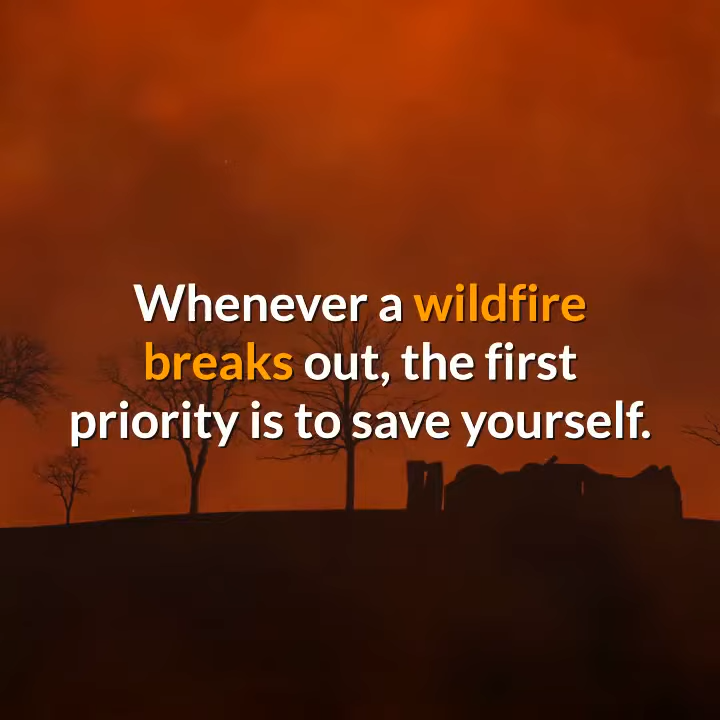 Whenever a wildfire
breaks out, the first
priority is to save yourself.